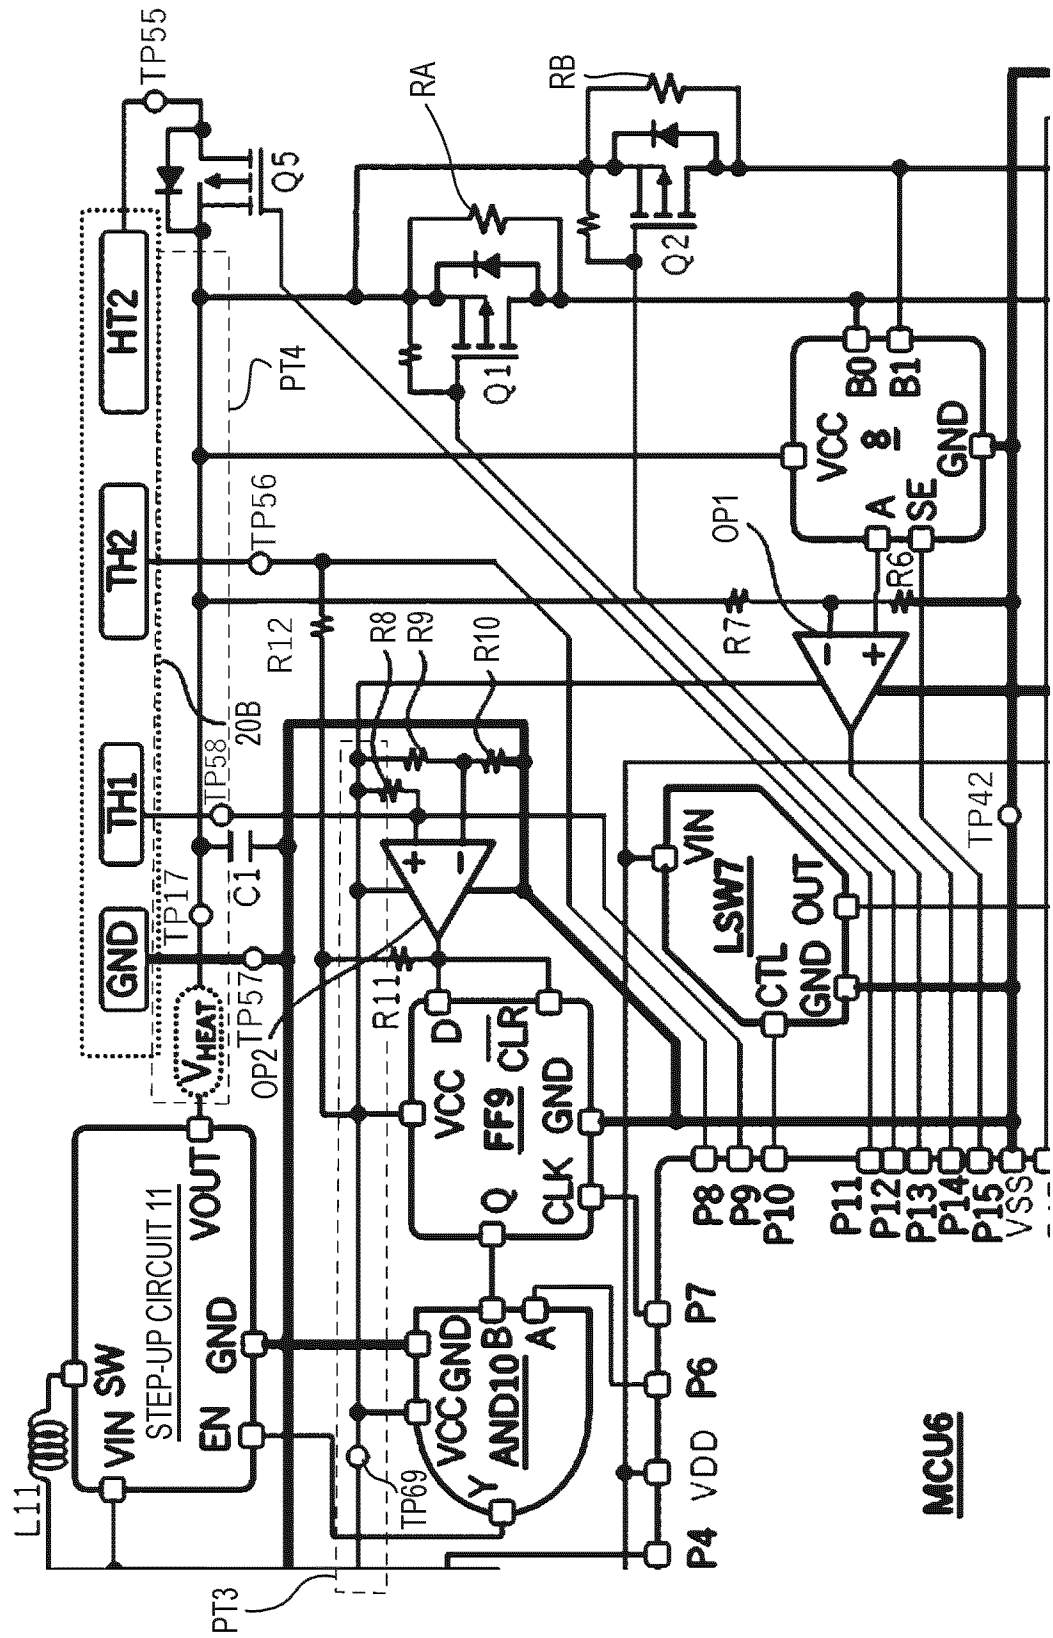 L11
VIN
SW
STEP-UP CIRCUIT 11
EN
GND
VOUT
VHEAT
GND
TH1
TH2
HT2
TP17
TP57
TP58
C1
20B
TP56
PT4
TP55
Q5
PT3
TP69
OP2
R11
R12
R8
R9
R10
RA
RB
Q1
Q2
Y
VCC
GND
AND10
B
A
Q
VCC
D
FF9
CLR
CLK
GND
LSW7
VIN
CTL
GND
OUT
OP1
R7
R6
VCC
8
A
SE
GND
B0
B1
TP42
P4
VDD
P6
P7
P8
P9
P10
P11
P12
P13
P14
P15
VSS
MCU6
+
-
-
+